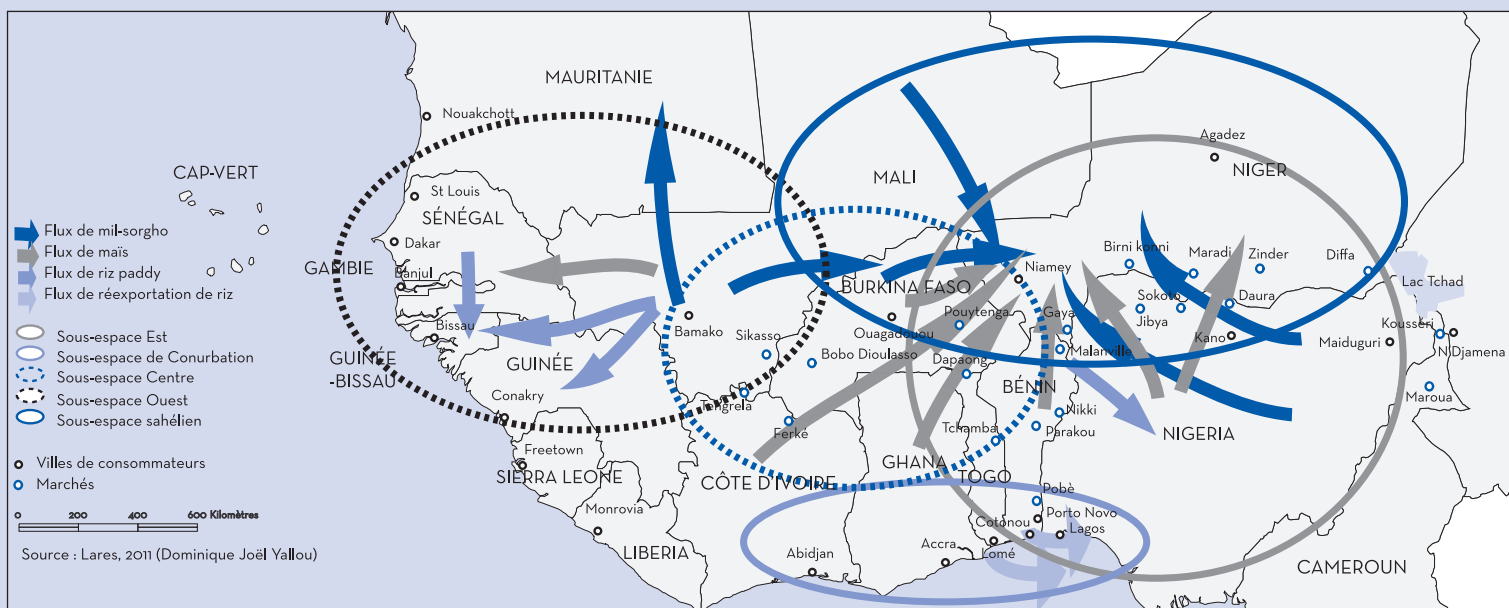 MAURITANIE
Nouakchott
CAP-VERT
Agadez
NIGER
MALI
St Louis
SÉNÉGAL
Dakar
GAMBIE
Banjul
Flux de mil-sorgho
Flux de maïs
Flux de riz paddy
Flux de réexportation de riz
Birni konni
Maradi
Zinder
Diffa
Niamey
Lac Tchad
BURKINA FASO
Sokoto
Daura
Jibya
Gaya
Pouytenga
Ouagadouou
Bamako
Bissau
Kousséri
N'Djamena
Kano
Maiduguri
Malanville
Sikasso
Bobo Dioulasso
Dapaong
GUINÉE
-BISSAU
GUINÉE
BÉNIN
Maroua
Conakry
Tengrela
Ferké
Nikki
Parakou
Tchamba
NIGERIA
Sous-espace Est
Sous-espace de Conurbation
Sous-espace Centre
Sous-espace Ouest
Sous-espace sahélien
Freetown
SIERRA LEONE
CÔTE D'IVOIRE
GHANA
TOGO
Villes de consommateurs
Marchés
Pobè
Porto Novo
Cotonou
Lagos
Monrovia
0 200 400 600 Kilomètres
LIBERIA
Abidjan
Accra
Lomé
CAMEROUN
Source : Lares, 2011 (Dominique Joël Yallou)